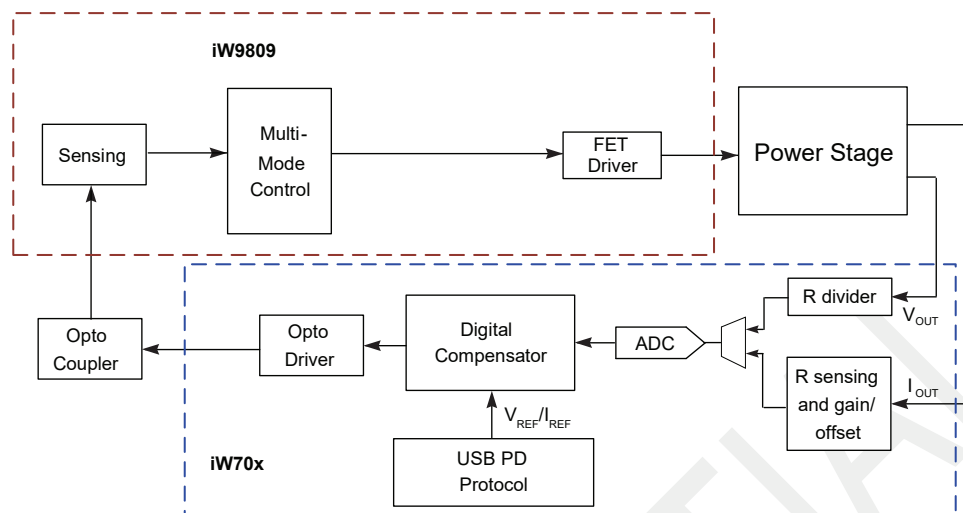 iW9809
Sensing
Multi-
Mode
Control
FET
Driver
Power Stage
Opto
Coupler
Opto
Driver
Digital
Compensator
ADC
R divider
VOUT
R sensing
and gain/
offset
IOUT
VREF/IREF
USB PD
Protocol
iW70x